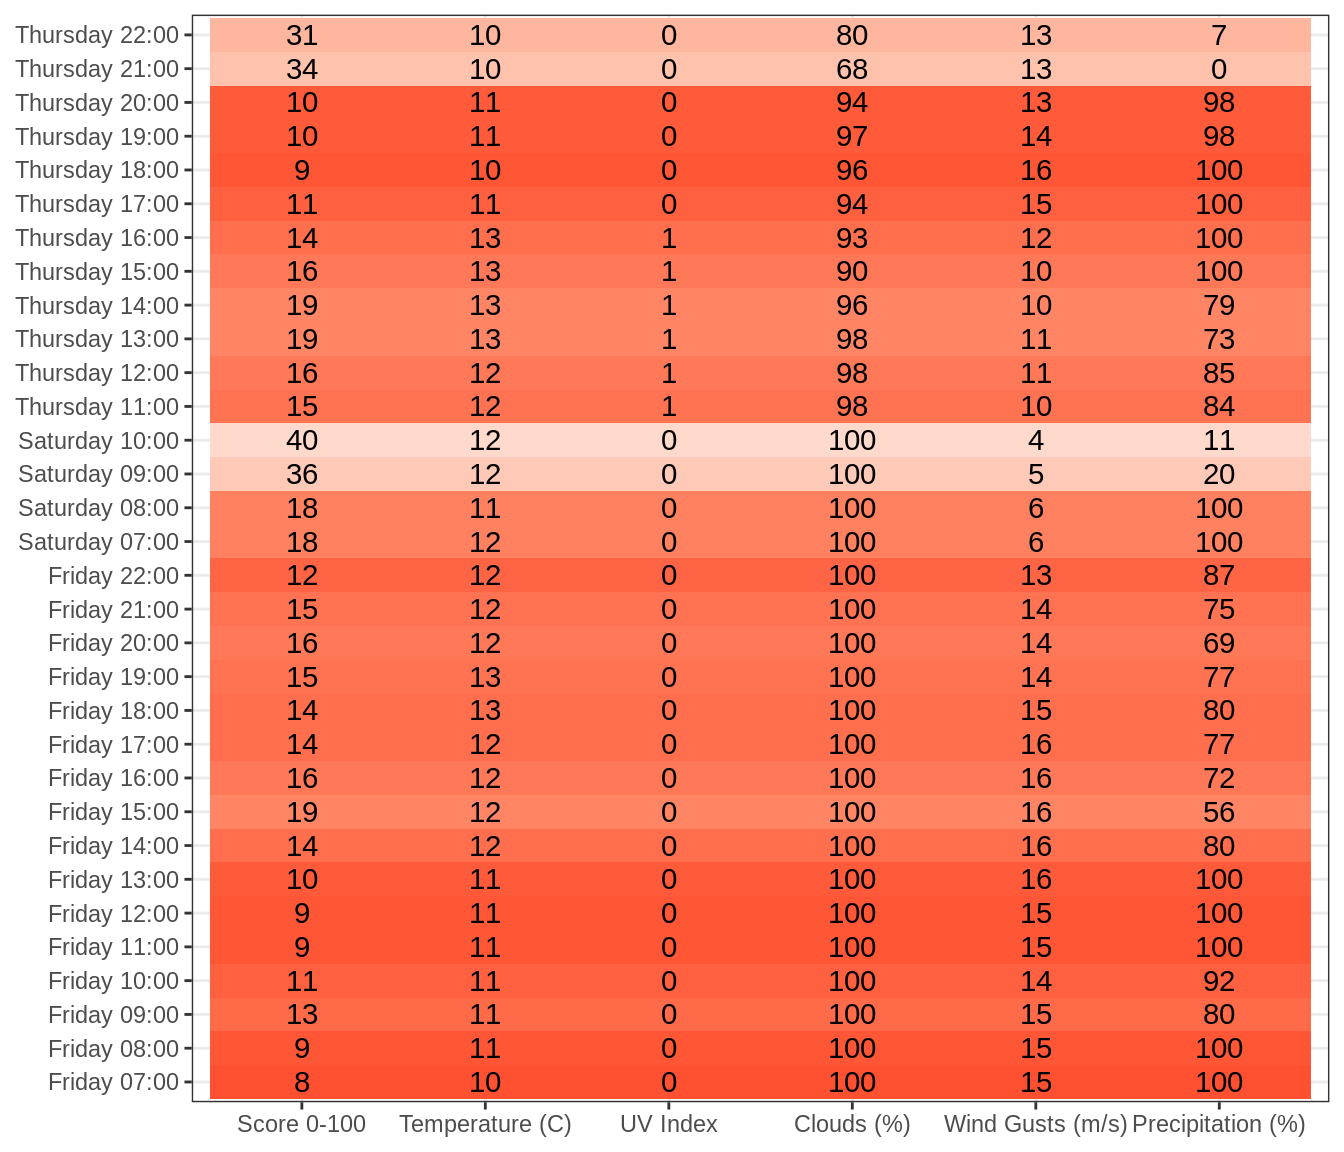 Thursday 22:00 31 10 0 80 13 7
Thursday 21:00 34 10 0 68 13 0
Thursday 20:00 10 11 0 94 13 98
Thursday 19:00 10 11 0 97 14 98
Thursday 18:00 9 10 0 96 16 100
Thursday 17:00 11 11 0 94 15 100
Thursday 16:00 14 13 1 93 12 100
Thursday 15:00 16 13 1 90 10 100
Thursday 14:00 19 13 1 96 10 79
Thursday 13:00 19 13 1 98 11 73
Thursday 12:00 16 12 1 98 11 85
Thursday 11:00 15 12 1 98 10 84
Saturday 10:00 40 12 0 100 4 11
Saturday 09:00 36 12 0 100 5 20
Saturday 08:00 18 11 0 100 6 100
Saturday 07:00 18 12 0 100 6 100
Friday 22:00 12 12 0 100 13 87
Friday 21:00 15 12 0 100 14 75
Friday 20:00 16 12 0 100 14 69
Friday 19:00 15 13 0 100 14 77
Friday 18:00 14 13 0 100 15 80
Friday 17:00 14 12 0 100 16 77
Friday 16:00 16 12 0 100 16 72
Friday 15:00 19 12 0 100 16 56
Friday 14:00 14 12 0 100 16 80
Friday 13:00 10 11 0 100 16 100
Friday 12:00 9 11 0 100 15 100
Friday 11:00 9 11 0 100 15 100
Friday 10:00 11 11 0 100 14 92
Friday 09:00 13 11 0 100 15 80
Friday 08:00 9 11 0 100 15 100
Friday 07:00 8 10 0 100 15 100
Score 0-100 Temperature (C) UV Index Clouds (%) Wind Gusts (m/s) Precipitation (%)